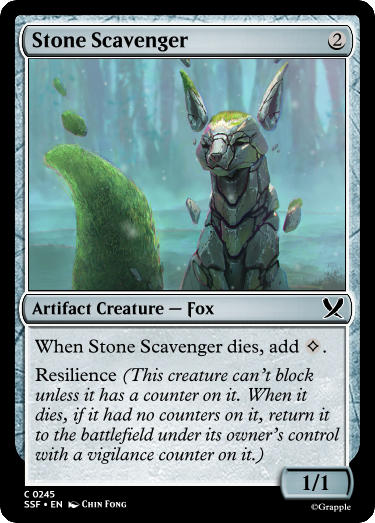 Stone Scavenger 2
Artifact Creature — Fox
When Stone Scavenger dies, add .
Resilience (This creature can't block
unless it has a counter on it. When it
dies, if it had no counters on it, return it
to the battlefield under its owner's control
with a vigilance counter on it.)
1/1
C 0245
SSF • EN Chin Fong
©Grapple